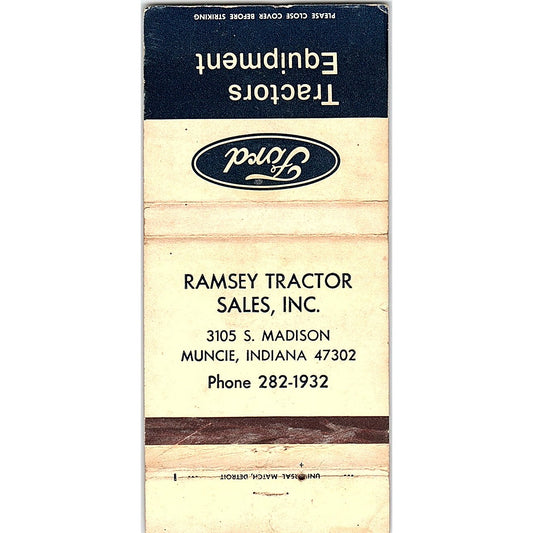 PLEASE CLOSE COVER BEFORE STRIKING
Tractors
Equipment
Ford
RAMSEY TRACTOR
SALES, INC.
3105 S. MADISON
MUNCIE, INDIANA 47302
Phone 282-1932
UNIVERSAL MATCH, DETROIT